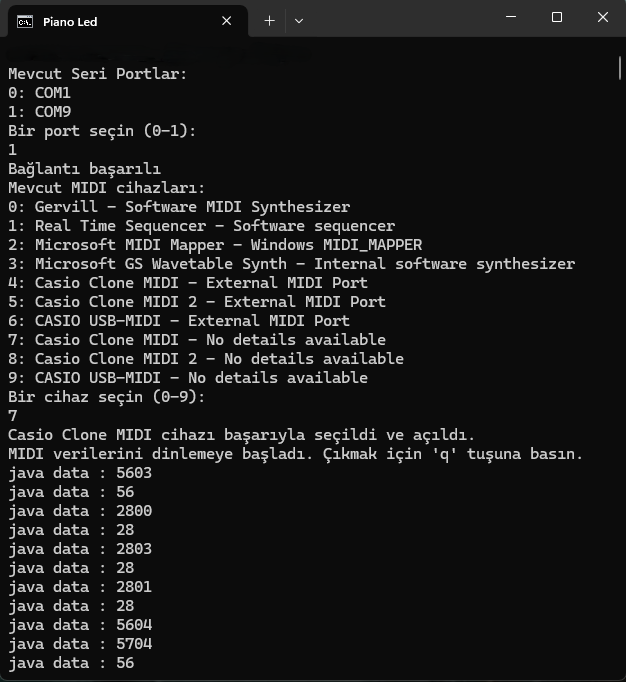 Piano Led
Mevcut Seri Portlar:
0: COM1
1: COM9
Bir port seçin (0-1):
1
Bağlantı başarılı
Mevcut MIDI cihazları:
0: Gervill - Software MIDI Synthesizer
1: Real Time Sequencer - Software sequencer
2: Microsoft MIDI Mapper - Windows MIDI_MAPPER
3: Microsoft GS Wavetable Synth - Internal software synthesizer
4: Casio Clone MIDI - External MIDI Port
5: Casio Clone MIDI 2 - External MIDI Port
6: CASIO USB-MIDI - External MIDI Port
7: Casio Clone MIDI - No details available
8: Casio Clone MIDI 2 - No details available
9: CASIO USB-MIDI - No details available
Bir cihaz seçin (0-9):
7
Casio Clone MIDI cihazı başarıyla seçildi ve açıldı.
MIDI verilerini dinlemeye başladı. Çıkmak için 'q' tuşuna basın.
java data : 5603
java data : 56
java data : 2800
java data : 28
java data : 2803
java data : 28
java data : 2801
java data : 28
java data : 5604
java data : 5704
java data : 56